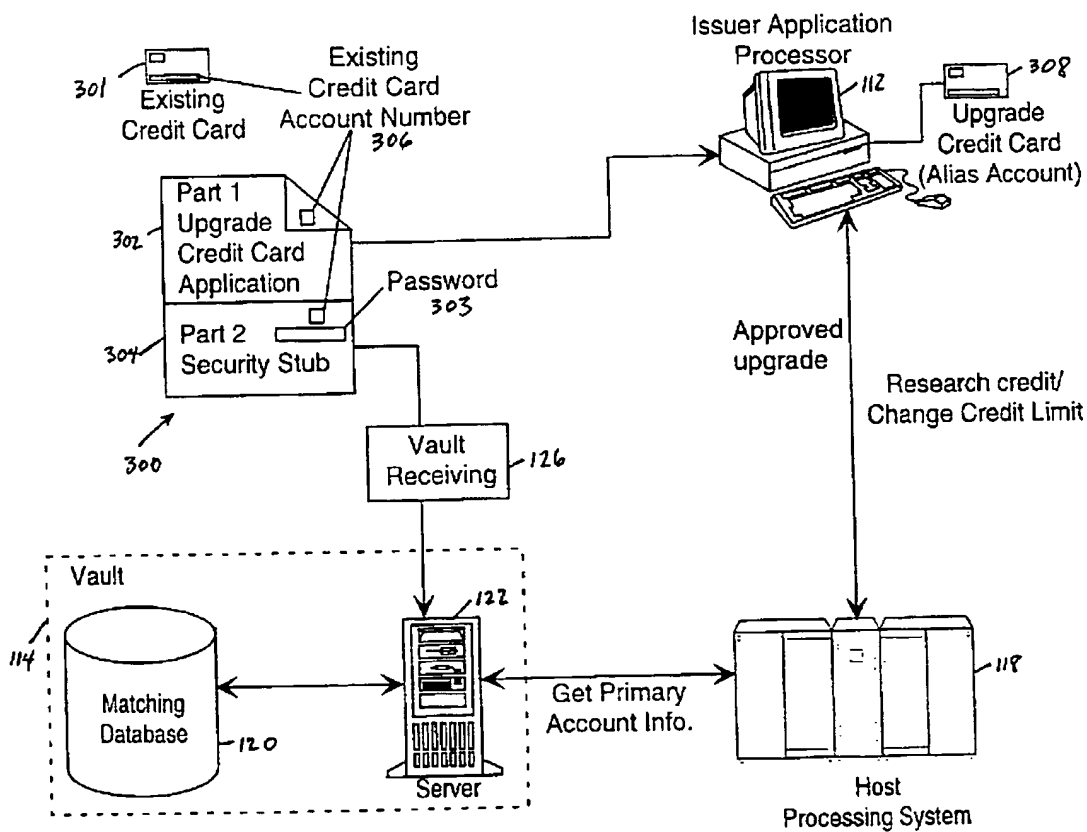 301
Existing
Credit Card
Existing
Credit Card
Account Number
306
Issuer Application
Processor
112
308
Upgrade
Credit Card
(Alias Account)
302
Part 1
Upgrade
Credit Card
Application
Password
303
304
Part 2
Security Stub
300
Vault
Receiving
126
Approved
upgrade
Research credit/
Change Credit Limit
Vault
114
Matching
Database
120
122
Server
Get Primary
Account Info.
118
Host
Processing System